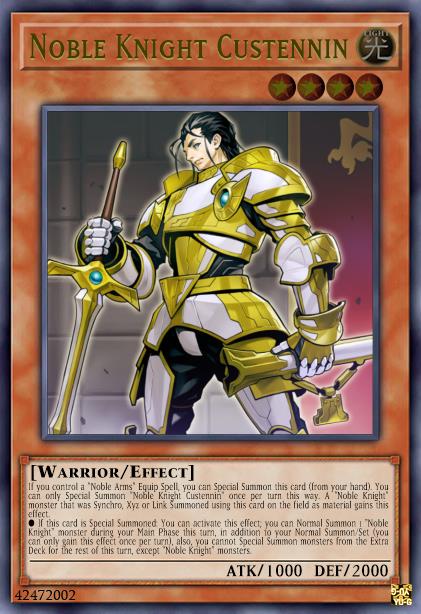 NOBLE KNIGHT CUSTENNIN
LIGHT
光
[WARRIOR/EFFECT]
If you control a "Noble Arms" Equip Spell, you can Special Summon this card (from your hand). You
can only Special Summon "Noble Knight Custennin" once per turn this way. A "Noble Knight"
monster that was Synchro, Xyz or Link Summoned using this card on the field as material gains this
effect.
● If this card is Special Summoned: You can activate this effect; you can Normal Summon 1 "Noble
Knight" monster during your Main Phase this turn, in addition to your Normal Summon/Set (you
can only gain this effect once per turn), also, you cannot Special Summon monsters from the Extra
Deck for the rest of this turn, except "Noble Knight" monsters.
ATK/1000 DEF/2000
42472002